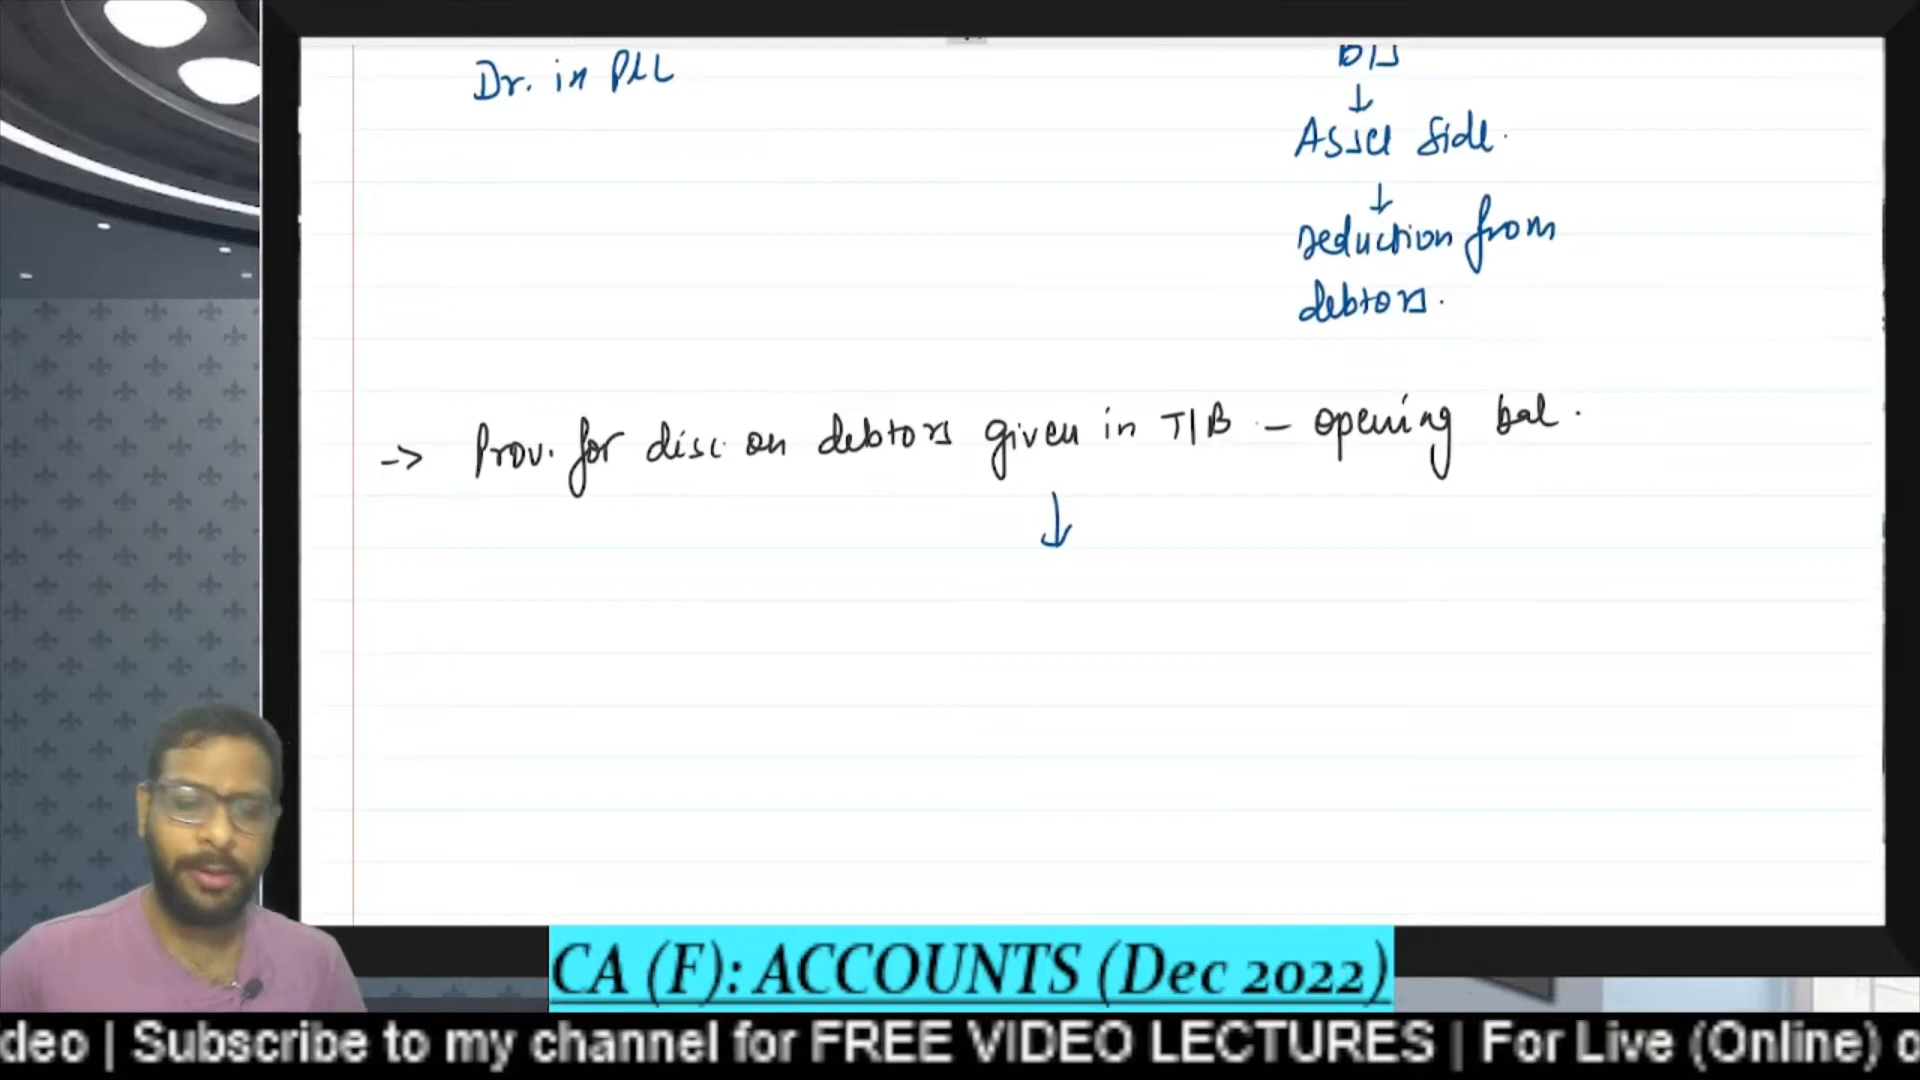 Dr. in P&L
B/S
↓
Asset side.
↓
reduction from
debtors.
-> Prov. for disc. on debtors given in T/B - opening bal.
↓
CA (F): ACCOUNTS (Dec 2022)
deo | Subscribe to my channel for FREE VIDEO LECTURES | For Live (Online) o